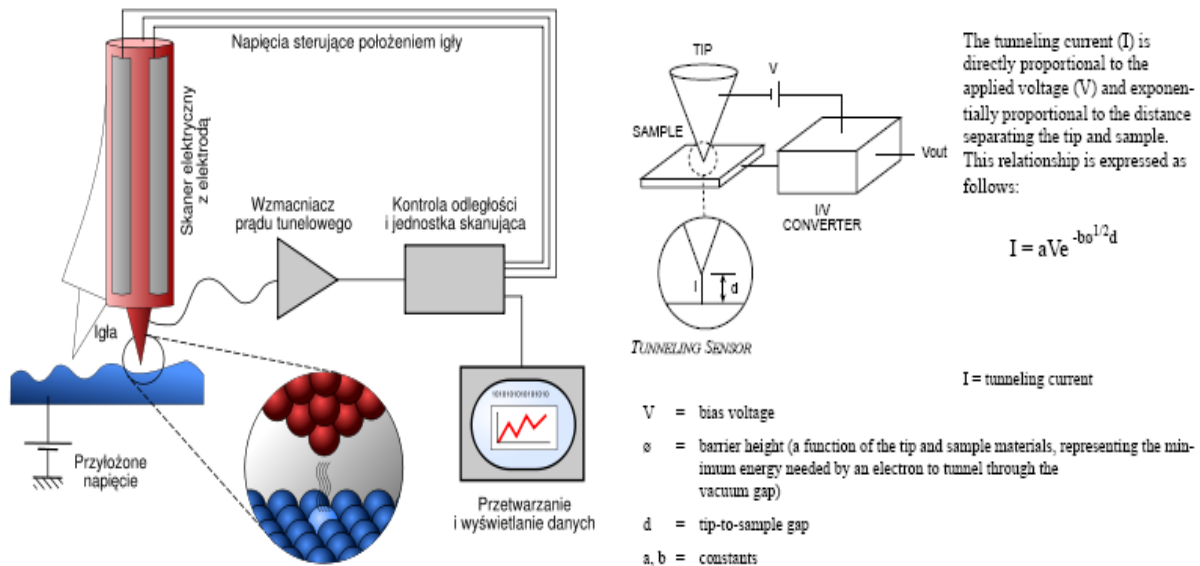 Napięcia sterujące położeniem igły
Skaner elektryczny
z elektrodą
Wzmacniacz
prądu tunelowego
Kontrola odległości
i jednostka skanująca
Igła
Przyłożone
napięcie
1010101010101010
Przetwarzanie
i wyświetlanie danych
TIP
V
SAMPLE
Vout
I/V
CONVERTER
I
d
TUNNELING SENSOR
The tunneling current (I) is
directly proportional to the
applied voltage (V) and exponen-
tially proportional to the distance
separating the tip and sample.
This relationship is expressed as
follows:
I = aVe^{-bø^{1/2}d}
I = tunneling current
V = bias voltage
ø = barrier height (a function of the tip and sample materials, representing the min-
imum energy needed by an electron to tunnel through the
vacuum gap)
d = tip-to-sample gap
a, b = constants